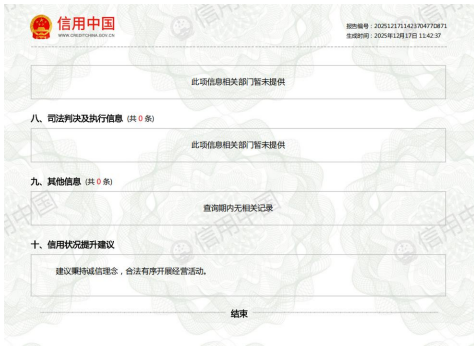 信用中国
WWW.CREDITCHINA.GOV.CN
报告编号：2025121711423704770871
生成时间：2025年12月17日 11:42:37
此项信息相关部门暂未提供
八、司法判决及执行信息 (共 0 条)
此项信息相关部门暂未提供
九、其他信息 (共 0 条)
查询期内无相关记录
十、信用状况提升建议
建议秉持诚信理念，合法有序开展经营活动。
结束